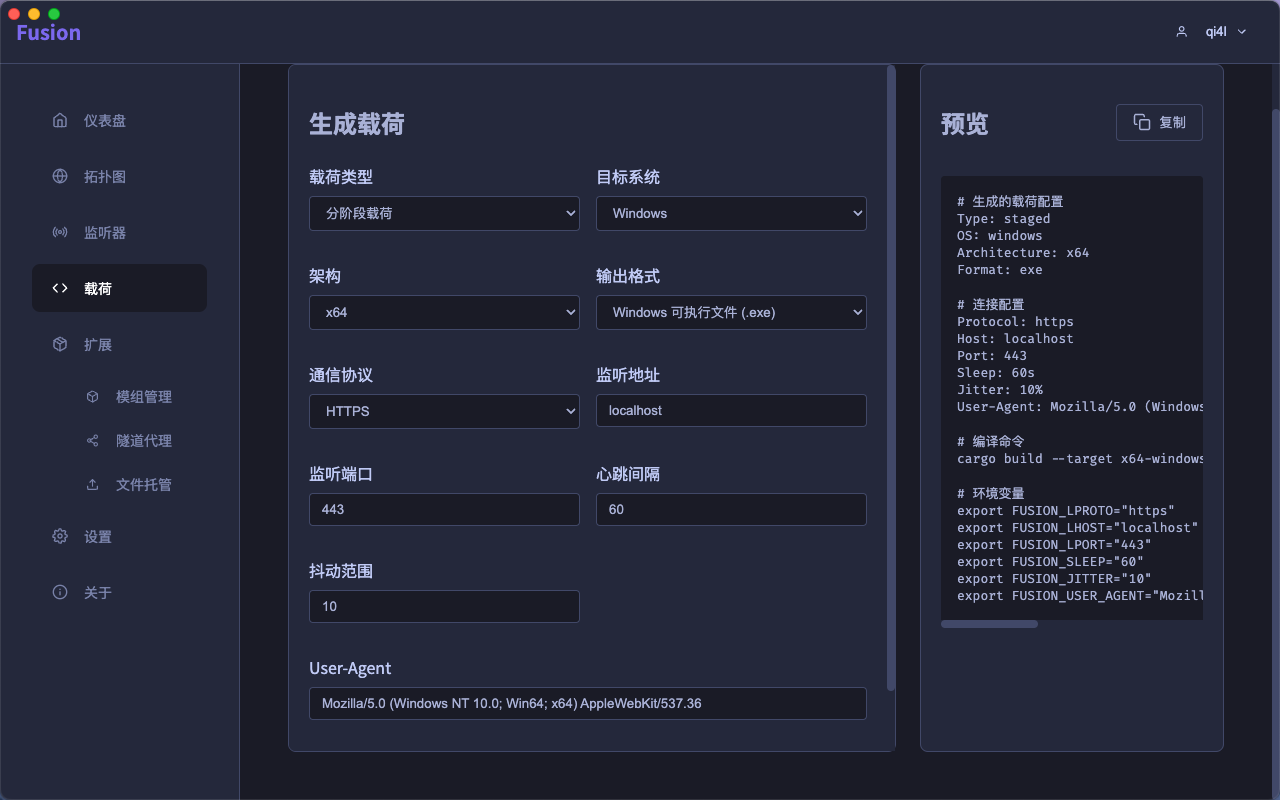 Fusion
qi4l
仪表盘
拓扑图
监听器
载荷
扩展
模组管理
隧道代理
文件托管
设置
关于
生成载荷
载荷类型
目标系统
分阶段载荷
Windows
架构
输出格式
x64
Windows 可执行文件 (.exe)
通信协议
监听地址
HTTPS
localhost
监听端口
心跳间隔
443
60
抖动范围
10
User-Agent
Mozilla/5.0 (Windows NT 10.0; Win64; x64) AppleWebKit/537.36
预览
复制
# 生成的载荷配置
Type: staged
OS: windows
Architecture: x64
Format: exe
# 连接配置
Protocol: https
Host: localhost
Port: 443
Sleep: 60s
Jitter: 10%
User-Agent: Mozilla/5.0 (Windows
# 编译命令
cargo build --target x64-windows
# 环境变量
export FUSION_LPROTO="https"
export FUSION_LHOST="localhost"
export FUSION_LPORT="443"
export FUSION_SLEEP="60"
export FUSION_JITTER="10"
export FUSION_USER_AGENT="Mozill